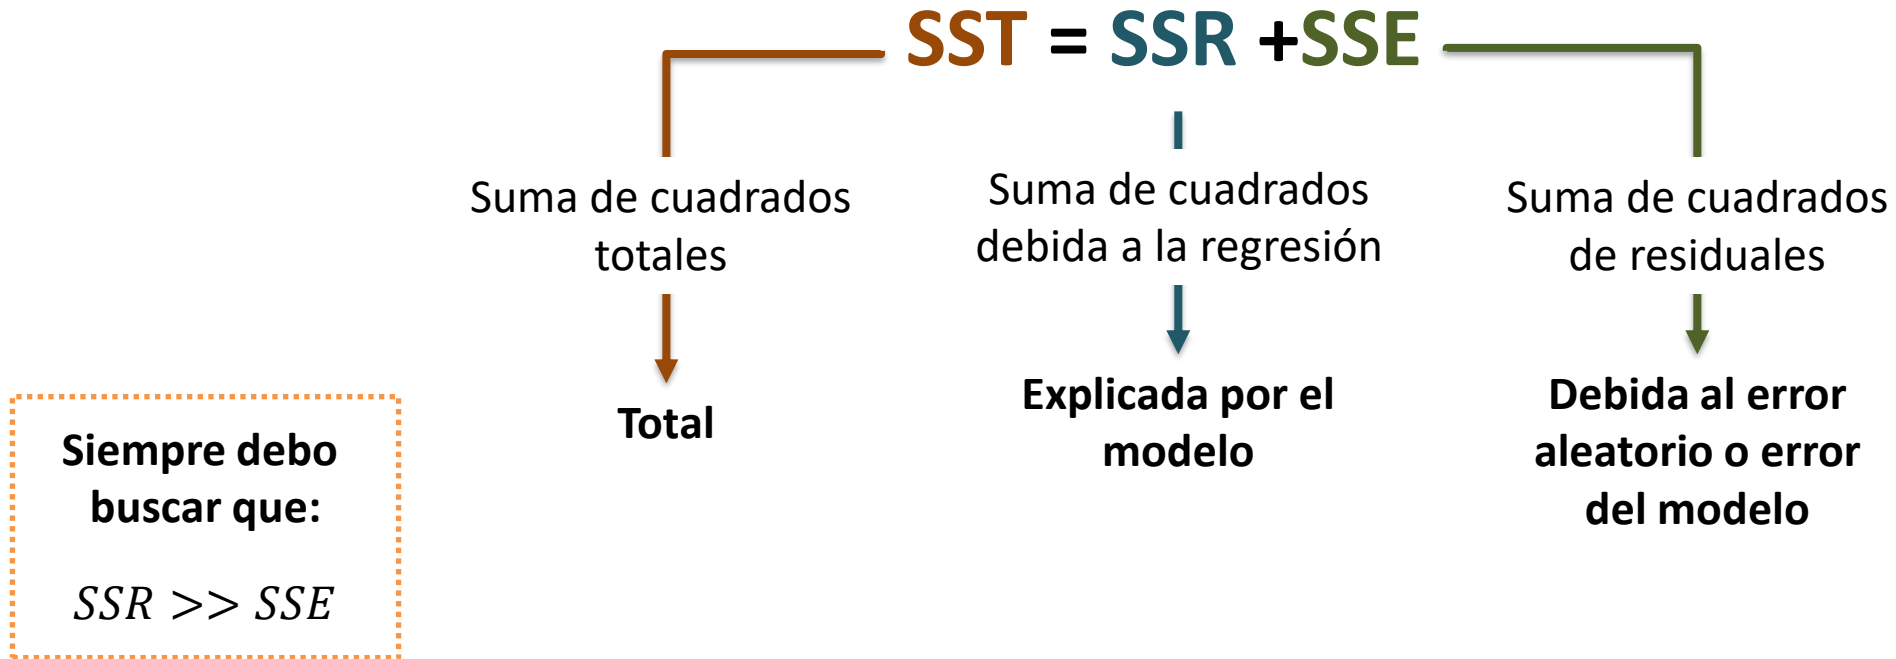 SST = SSR +SSE
Suma de cuadrados
totales
Total
Suma de cuadrados
debida a la regresión
Explicada por el
modelo
Suma de cuadrados
de residuales
Debida al error
aleatorio o error
del modelo
Siempre debo
buscar que:
SSR >> SSE